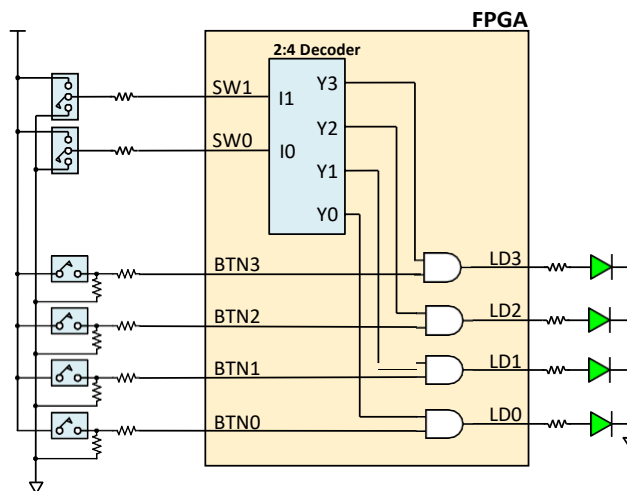 FPGA
2:4 Decoder
SW1
I1
Y3
SW0
I0
Y2
Y1
Y0
BTN3
LD3
BTN2
LD2
BTN1
LD1
BTN0
LD0